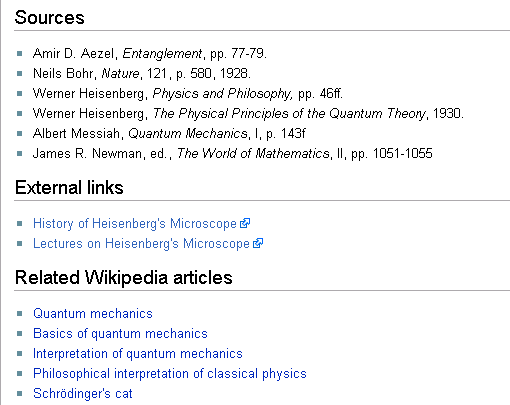 Sources
Amir D. Aezel, Entanglement, pp. 77-79.
Neils Bohr, Nature, 121, p. 580, 1928.
Werner Heisenberg, Physics and Philosophy, pp. 46ff.
Werner Heisenberg, The Physical Principles of the Quantum Theory, 1930.
Albert Messiah, Quantum Mechanics, I, p. 143f
James R. Newman, ed., The World of Mathematics, II, pp. 1051-1055
External links
History of Heisenberg's Microscope
Lectures on Heisenberg's Microscope
Related Wikipedia articles
Quantum mechanics
Basics of quantum mechanics
Interpretation of quantum mechanics
Philosophical interpretation of classical physics
Schrödinger's cat